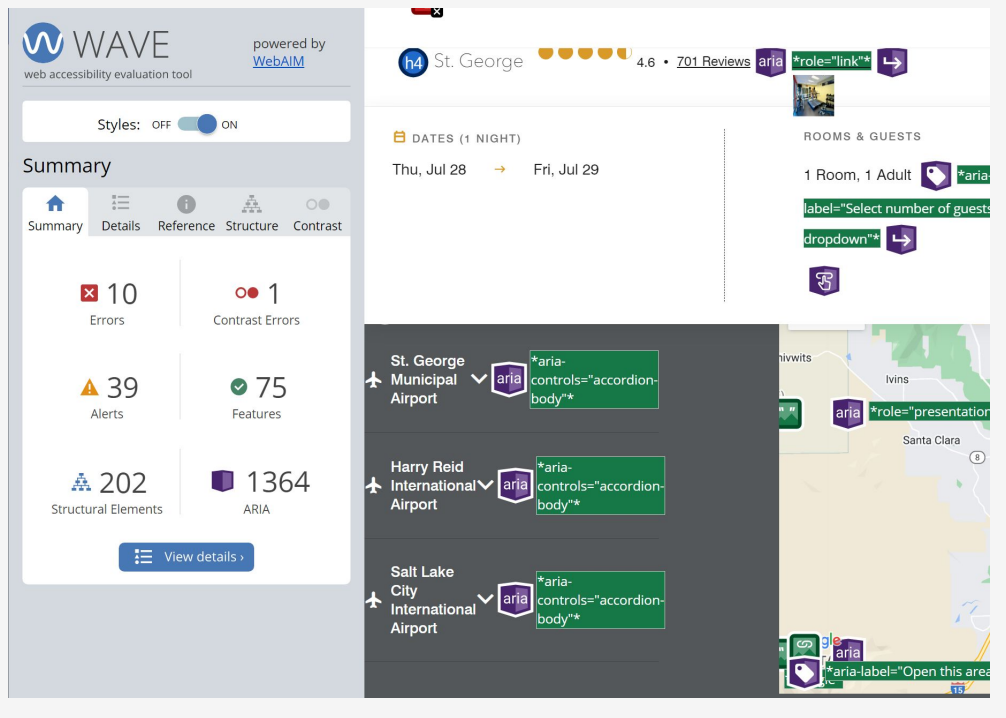 WAVE
web accessibility evaluation tool
powered by
WebAIM
Styles: OFF ON
Summary
Summary Details Reference Structure Contrast
10
Errors
1
Contrast Errors
39
Alerts
75
Features
202
Structural Elements
1364
ARIA
View details ›
h4 St. George 4.6 • 701 Reviews aria *role="link"*
DATES (1 NIGHT)
Thu, Jul 28 → Fri, Jul 29
ROOMS & GUESTS
1 Room, 1 Adult *aria-
label="Select number of guests
dropdown"*
St. George
Municipal
Airport
aria
*aria-
controls="accordion-
body"*
Harry Reid
International
Airport
aria
*aria-
controls="accordion-
body"*
Salt Lake
City
International
Airport
aria
*aria-
controls="accordion-
body"*
hivwits
Ivins
aria *role="presentation
Santa Clara
8
gle
aria
*aria-label="Open this area
15